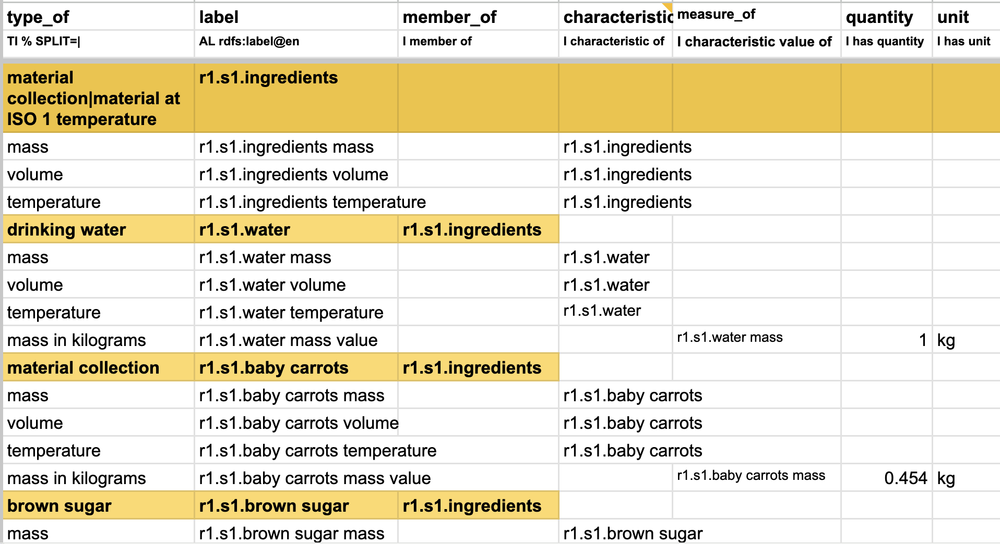 type_of label member_of characteristic measure_of quantity unit
TI % SPLIT=| AL rdfs:label@en I member of I characteristic of I characteristic value of I has quantity I has unit
material collection|material at ISO 1 temperature r1.s1.ingredients
mass r1.s1.ingredients mass r1.s1.ingredients
volume r1.s1.ingredients volume r1.s1.ingredients
temperature r1.s1.ingredients temperature r1.s1.ingredients
drinking water r1.s1.water r1.s1.ingredients
mass r1.s1.water mass r1.s1.water
volume r1.s1.water volume r1.s1.water
temperature r1.s1.water temperature r1.s1.water
mass in kilograms r1.s1.water mass value r1.s1.water mass 1 kg
material collection r1.s1.baby carrots r1.s1.ingredients
mass r1.s1.baby carrots mass r1.s1.baby carrots
volume r1.s1.baby carrots volume r1.s1.baby carrots
temperature r1.s1.baby carrots temperature r1.s1.baby carrots
mass in kilograms r1.s1.baby carrots mass value r1.s1.baby carrots mass 0.454 kg
brown sugar r1.s1.brown sugar r1.s1.ingredients
mass r1.s1.brown sugar mass r1.s1.brown sugar